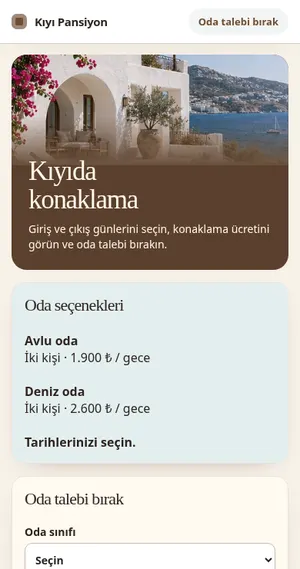 Kıyı Pansiyon
Oda talebi bırak
Kıyıda
konaklama
Giriş ve çıkış günlerini seçin, konaklama ücretini
görün ve oda talebi bırakın.
Oda seçenekleri
Avlu oda
İki kişi · 1.900 ₺ / gece
Deniz oda
İki kişi · 2.600 ₺ / gece
Tarihlerinizi seçin.
Oda talebi bırak
Oda sınıfı
Seçin